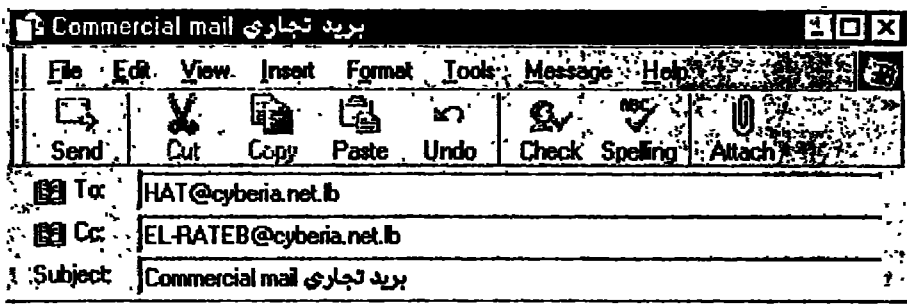 Commercial mail بريد تجاري
File Edit View Insert Format Tools Message Help
Send Cut Copy Paste Undo Check Spelling Attach
To: HAT@cyberia.net.lb
Cc: EL-RATEB@cyberia.net.lb
Subject: Commercial mail بريد تجاري